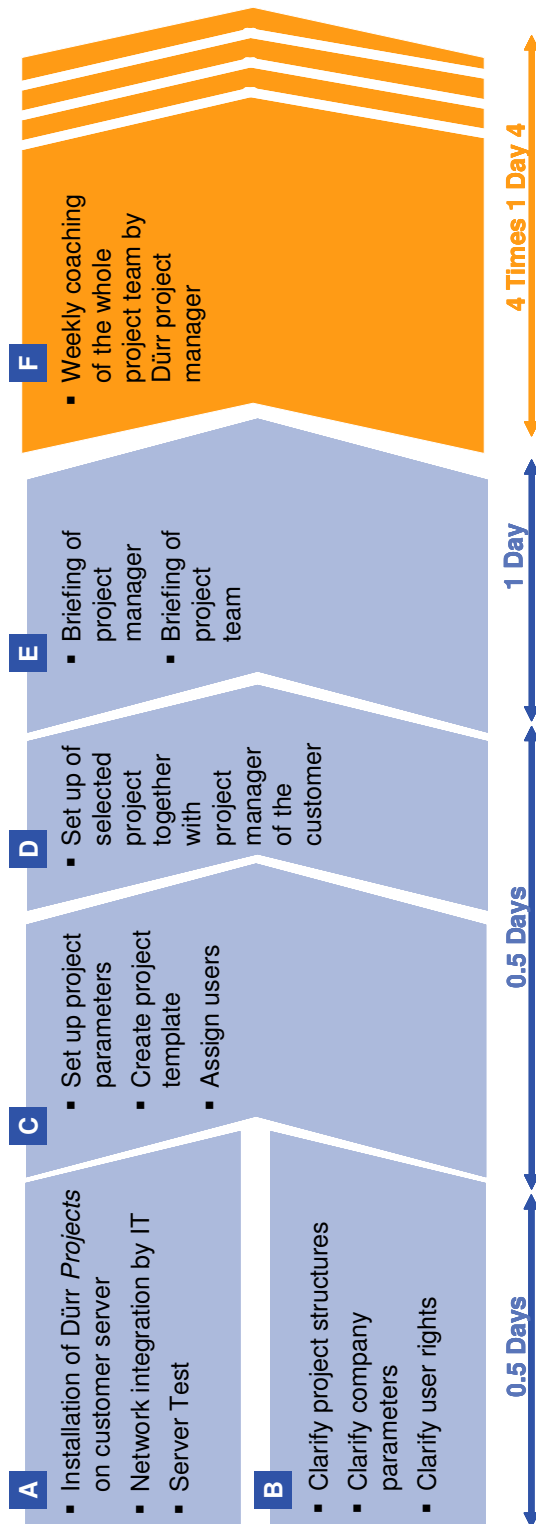 A
▪ Installation of Dürr Projects
on customer server
▪ Network integration by IT
▪ Server Test
B
▪ Clarify project structures
▪ Clarify company
parameters
▪ Clarify user rights
C
▪ Set up project
parameters
▪ Create project
template
▪ Assign users
D
▪ Set up of
selected
project
together
with
project
manager
of the
customer
E
▪ Briefing of
project
manager
▪ Briefing of
project
team
F
▪ Weekly coaching
of the whole
project team by
Dürr project
manager
0.5 Days
0.5 Days
1 Day
4 Times 1 Day 4